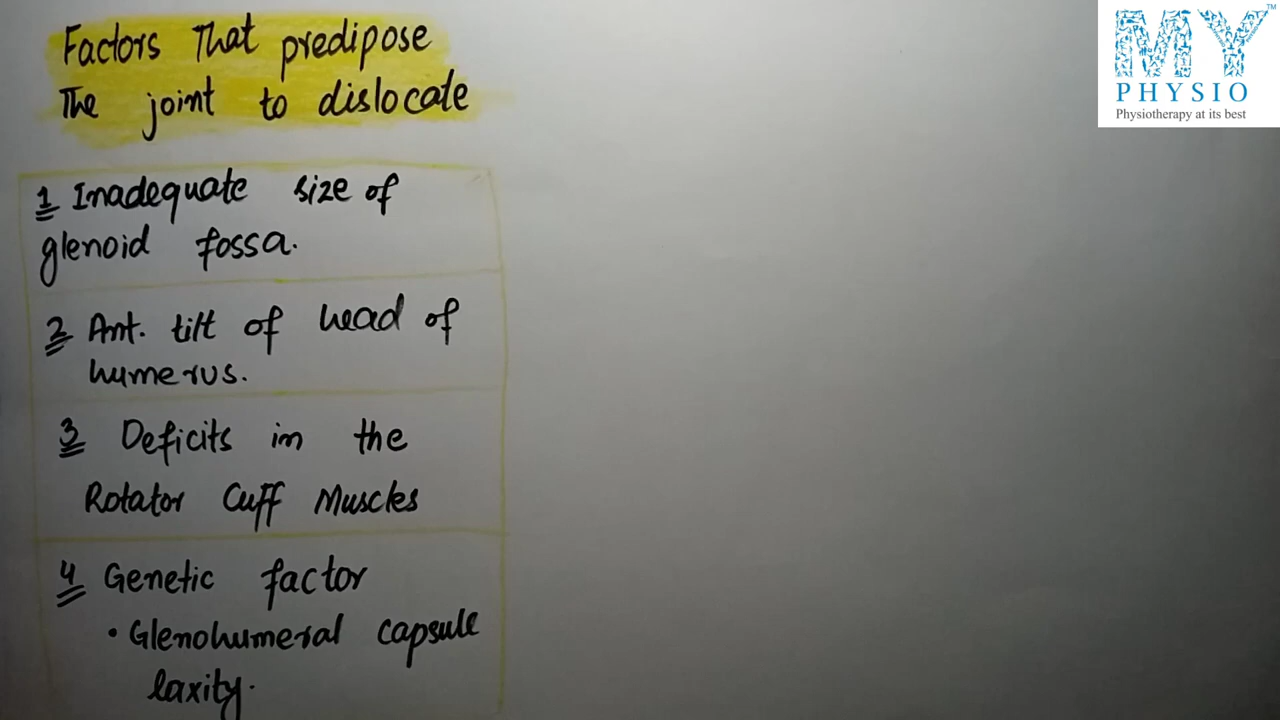 Factors That predipose
The joint to dislocate
1 Inadequate size of
glenoid fossa.
2 Ant. tilt of head of
humerus.
3 Deficits in the
Rotator Cuff Muscles
4 Genetic factor
• Glenohumeral capsule
laxity.
MY
TM
PHYSIO
Physiotherapy at its best